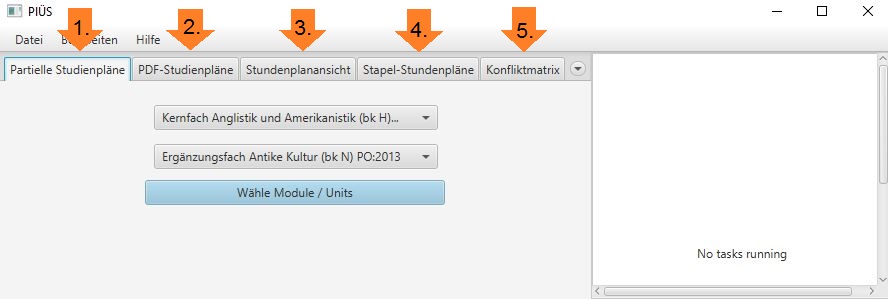 PIÜS
1. 2. 3. 4. 5.
Datei Bearbeiten Hilfe
Partielle Studienpläne PDF-Studienpläne Stundenplanansicht Stapel-Stundenpläne Konfliktmatrix
Kernfach Anglistik und Amerikanistik (bk H)...
Ergänzungsfach Antike Kultur (bk N) PO:2013
Wähle Module / Units
No tasks running